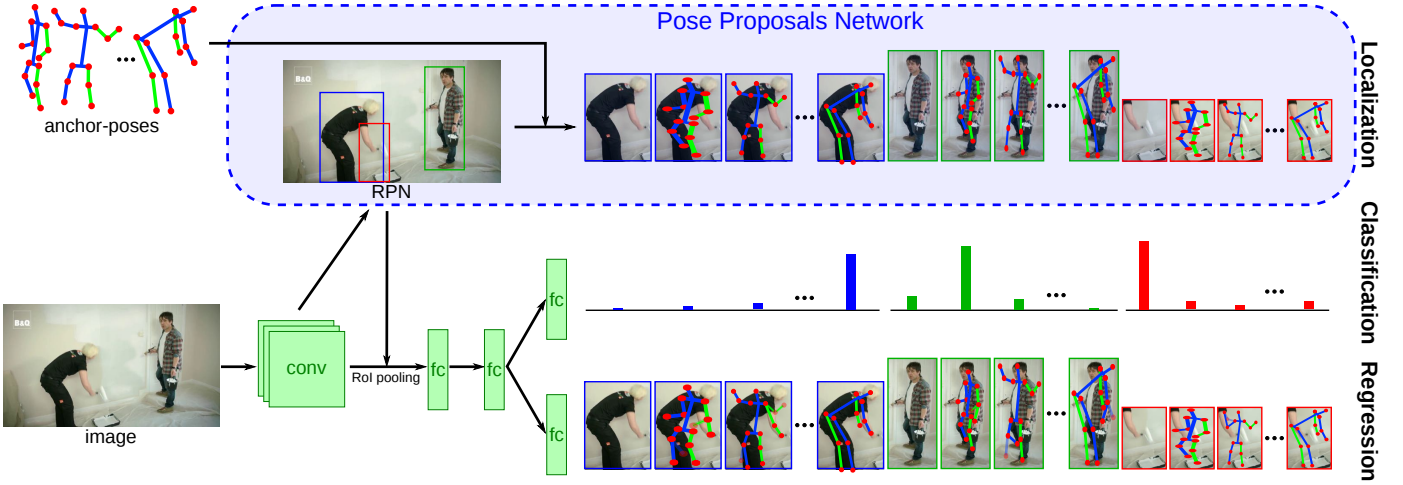 Pose Proposals Network
anchor-poses
...
B&Q
RPN
...
...
...
Localization
B&Q
image
conv
RoI pooling
fc
fc
fc
fc
...
...
...
Classification
...
...
...
Regression